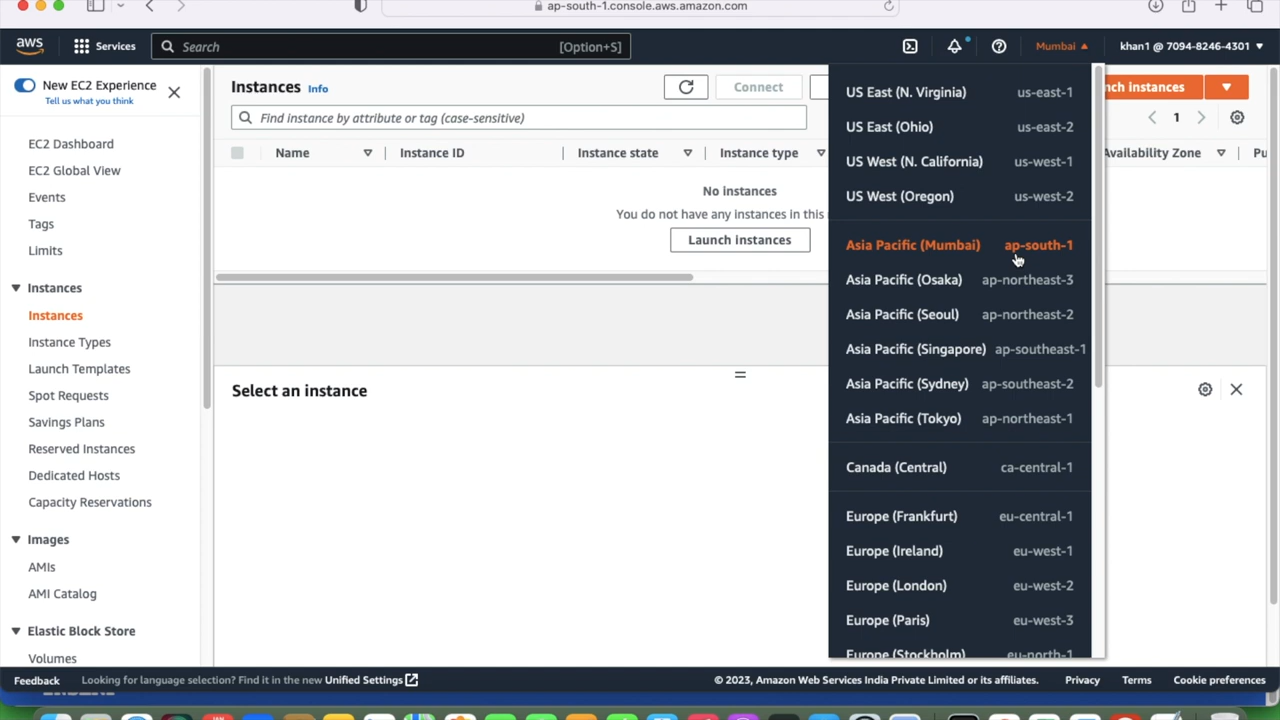 ap-south-1.console.aws.amazon.com
aws
Services
Search
[Option+S]
Mumbai
khan1 @ 7094-8246-4301
New EC2 Experience
Tell us what you think
EC2 Dashboard
EC2 Global View
Events
Tags
Limits
Instances
Instances
Instance Types
Launch Templates
Spot Requests
Savings Plans
Reserved Instances
Dedicated Hosts
Capacity Reservations
Images
AMIs
AMI Catalog
Elastic Block Store
Volumes
Instances Info
Connect
nch instances
Find instance by attribute or tag (case-sensitive)
1
Name
Instance ID
Instance state
Instance type
Availability Zone
Pu
No instances
You do not have any instances in this
Launch instances
Select an instance
US East (N. Virginia) us-east-1
US East (Ohio) us-east-2
US West (N. California) us-west-1
US West (Oregon) us-west-2
Asia Pacific (Mumbai) ap-south-1
Asia Pacific (Osaka) ap-northeast-3
Asia Pacific (Seoul) ap-northeast-2
Asia Pacific (Singapore) ap-southeast-1
Asia Pacific (Sydney) ap-southeast-2
Asia Pacific (Tokyo) ap-northeast-1
Canada (Central) ca-central-1
Europe (Frankfurt) eu-central-1
Europe (Ireland) eu-west-1
Europe (London) eu-west-2
Europe (Paris) eu-west-3
Europe (Stockholm) eu-north-1
Feedback
Looking for language selection? Find it in the new Unified Settings
© 2023, Amazon Web Services India Private Limited or its affiliates.
Privacy
Terms
Cookie preferences